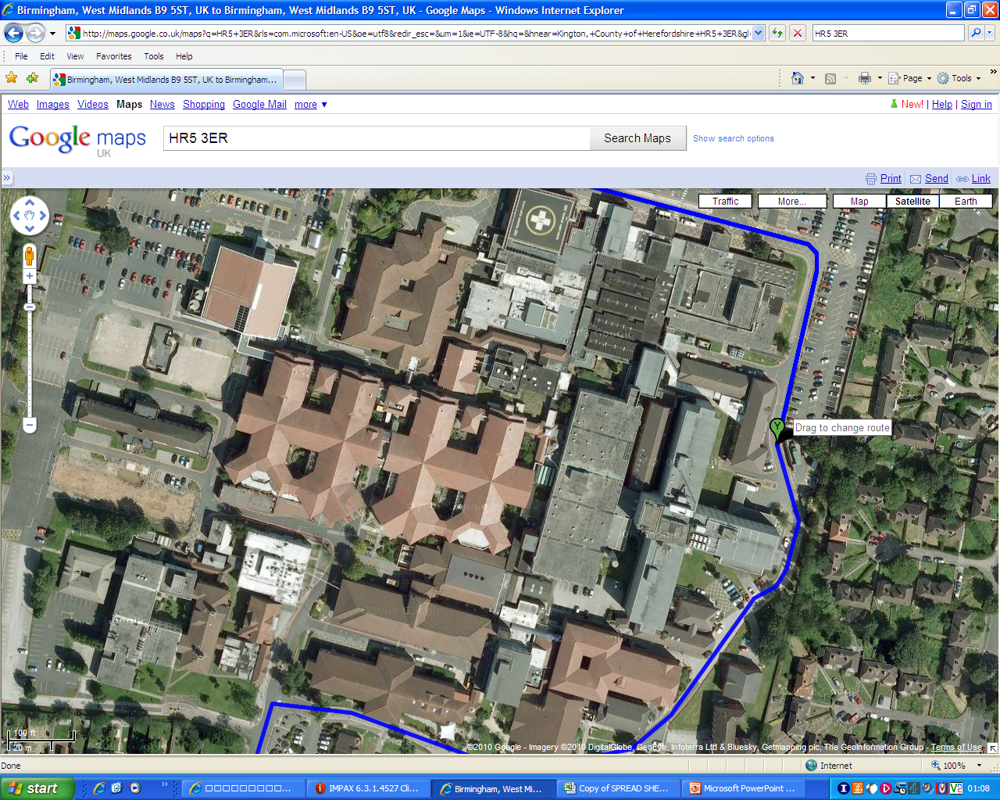 Birmingham, West Midlands B9 5ST, UK to Birmingham, West Midlands B9 5ST, UK - Google Maps - Windows Internet Explorer
http://maps.google.co.uk/maps?q=HR5+3ER&rls=com.microsoft:en-US&oe=utf8&redir_esc=&um=1&ie=UTF-8&hq=&hnear=Kington,+County+of+Herefordshire+HR5+3ER&gl HR5 3ER
File Edit View Favorites Tools Help
Birmingham, West Midlands B9 5ST, UK to Birmingham... Page Tools
Web Images Videos Maps News Shopping Google Mail more ▼ New! | Help | Sign in
Google maps UK HR5 3ER Search Maps Show search options
» Print Send Link
Traffic More... Map Satellite Earth
Y Drag to change route
100 ft
20 m
©2010 Google - Imagery ©2010 DigitalGlobe, GeoEye, Infoterra Ltd & Bluesky, Getmapping plc, The GeoInformation Group - Terms of Use
Done Internet 100%
start IMPAX 6.3.1.4527 Cli... Birmingham, West Mi... Copy of SPREAD SHE... Microsoft PowerPoint ... 01:08